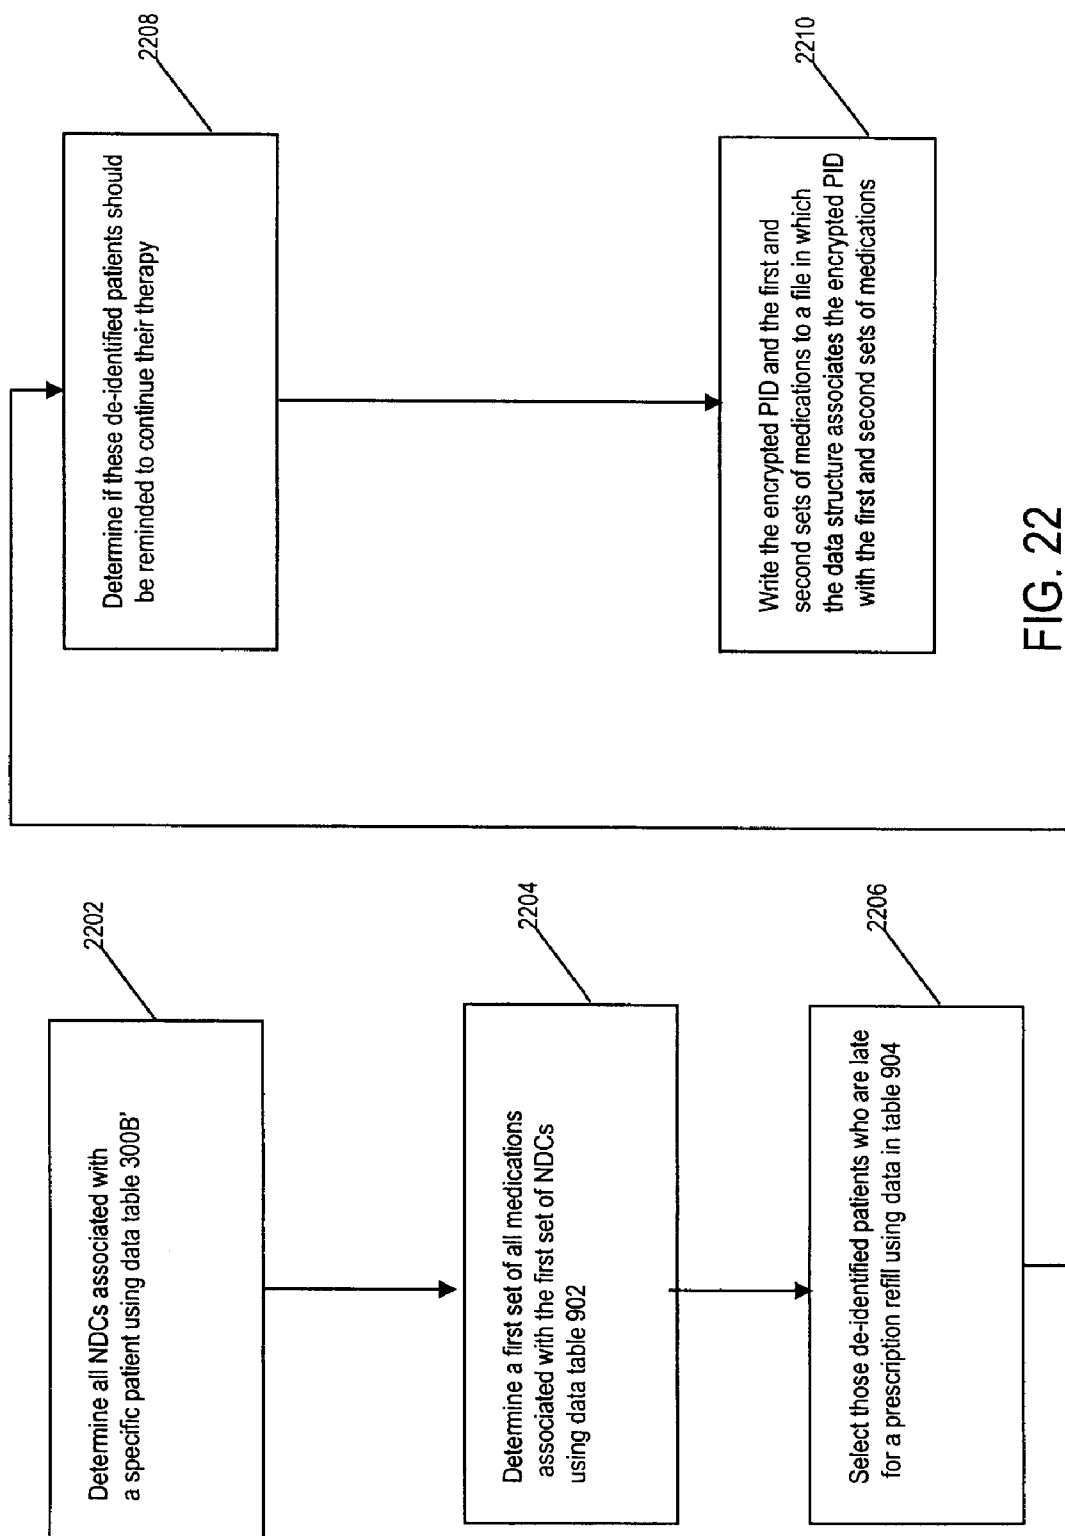 2202
Determine all NDCs associated with
a specific patient using data table 300B'
2204
Determine a first set of all medications
associated with the first set of NDCs
using data table 902
2206
Select those de-identified patients who are late
for a prescription refill using data in table 904
2208
Determine if these de-identified patients should
be reminded to continue their therapy
2210
Write the encrypted PID and the first and
second sets of medications to a file in which
the data structure associates the encrypted PID
with the first and second sets of medications
FIG. 22